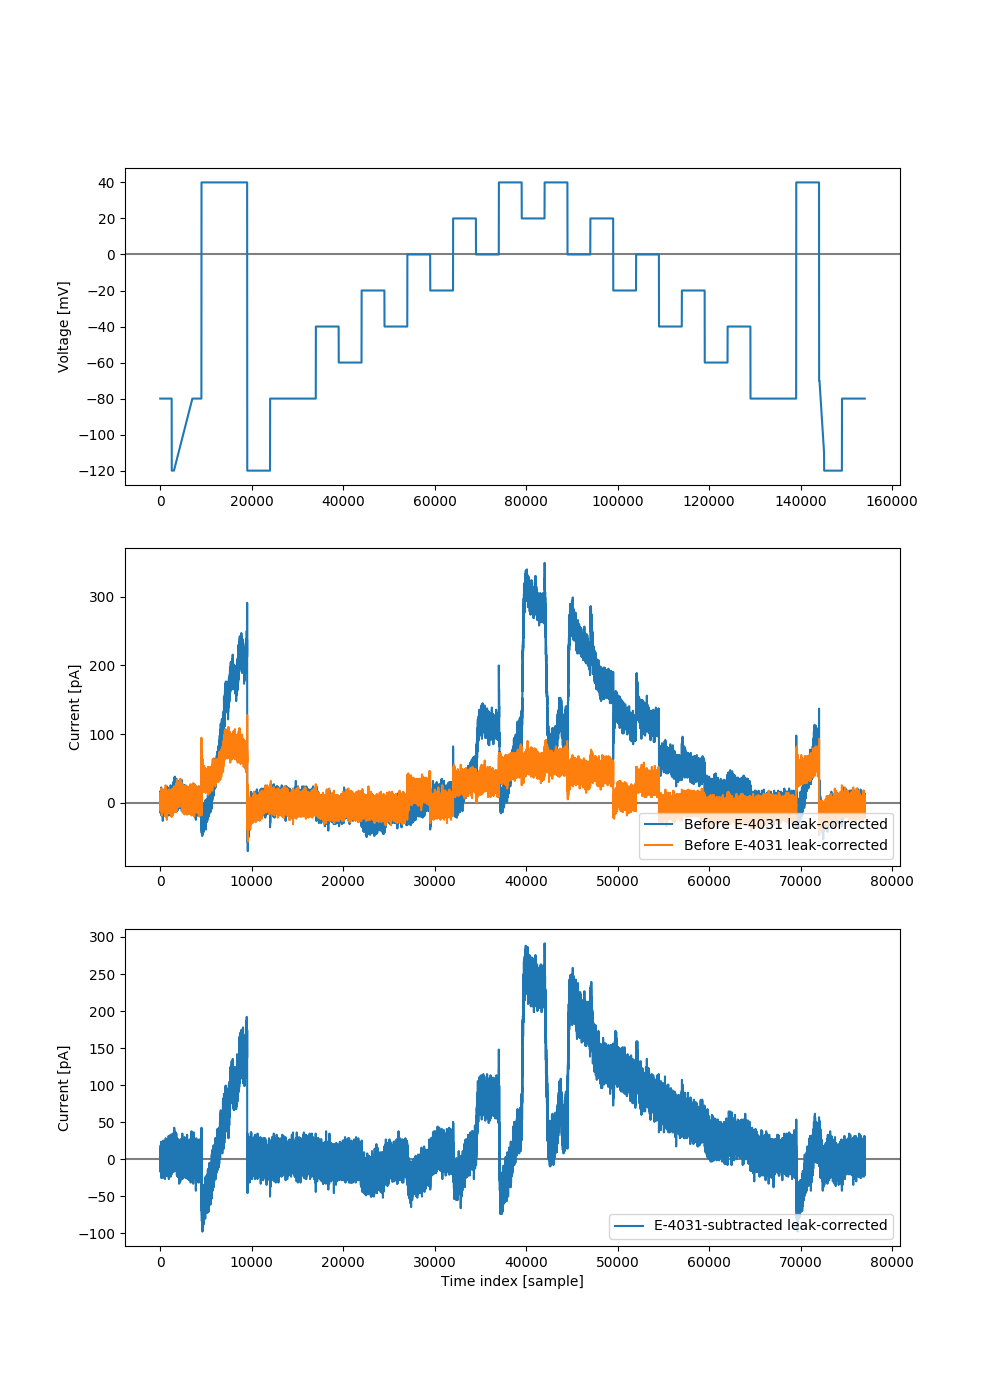 40
20
0
−20
−40
−60
−80
−100
−120
Voltage [mV]
0 20000 40000 60000 80000 100000 120000 140000 160000
300
200
100
0
Current [pA]
Before E-4031 leak-corrected
Before E-4031 leak-corrected
0 10000 20000 30000 40000 50000 60000 70000 80000
300
250
200
150
100
50
0
−50
−100
Current [pA]
E-4031-subtracted leak-corrected
0 10000 20000 30000 40000 50000 60000 70000 80000
Time index [sample]